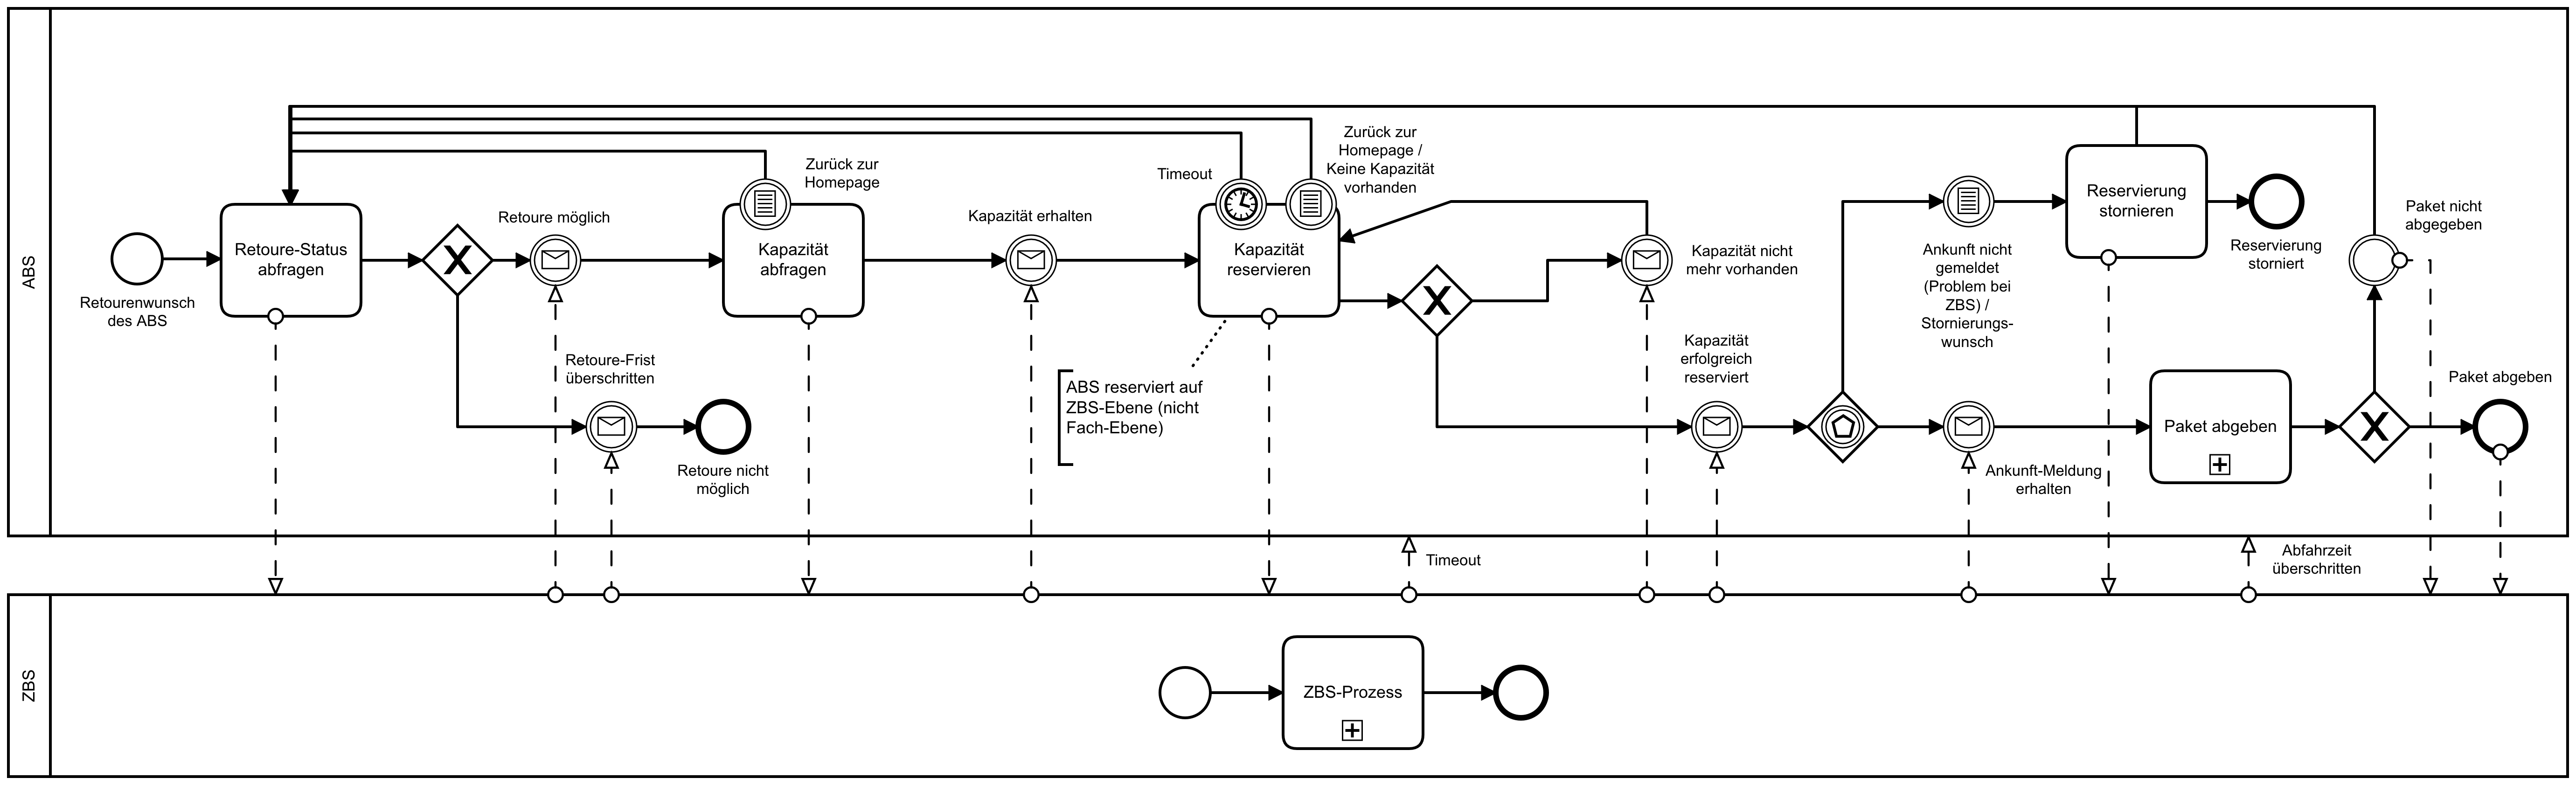 ABS
Retourenwunsch
des ABS
Retoure-Status
abfragen
Retoure möglich
Retoure-Frist
überschritten
Retoure nicht
möglich
Zurück zur
Homepage
Kapazität
abfragen
Kapazität erhalten
Timeout
Zurück zur
Homepage /
Keine Kapazität
vorhanden
Kapazität
reservieren
ABS reserviert auf
ZBS-Ebene (nicht
Fach-Ebene)
Kapazität nicht
mehr vorhanden
Kapazität
erfolgreich
reserviert
Ankunft nicht
gemeldet
(Problem bei
ZBS) /
Stornierungs-
wunsch
Ankunft-Meldung
erhalten
Reservierung
stornieren
Reservierung
storniert
Paket abgeben
Paket nicht
abgegeben
Paket abgeben
Timeout
Abfahrzeit
überschritten
ZBS
ZBS-Prozess